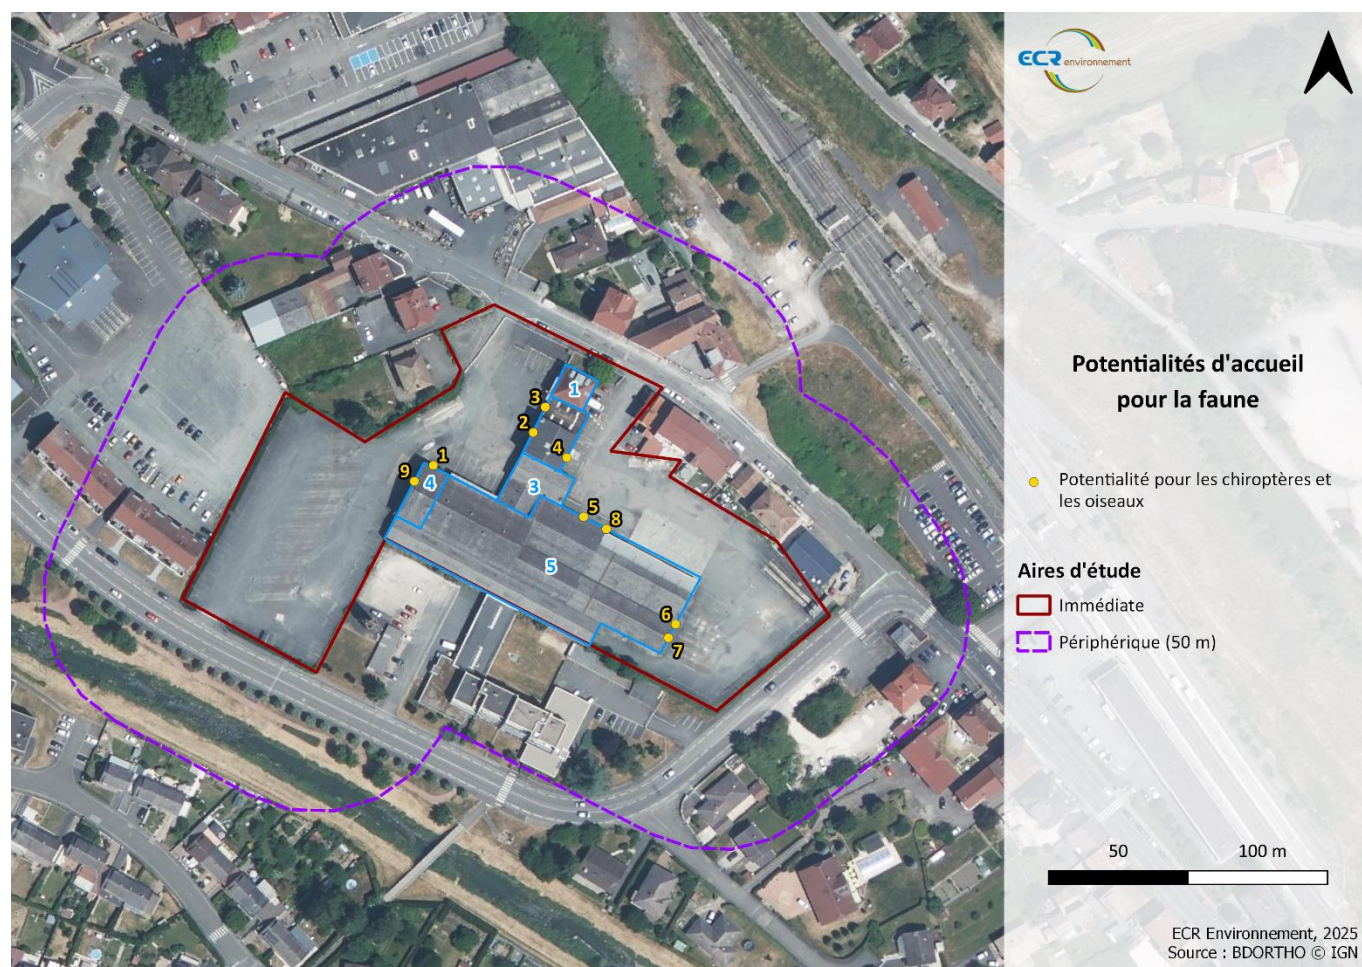 ECR environnement
Potentialités d'accueil
pour la faune
Potentialité pour les chiroptères et
les oiseaux
Aires d'étude
Immédiate
Périphérique (50 m)
50 100 m
ECR Environnement, 2025
Source : BDORTHO © IGN
1
3
2
4
1
9
4
3
5
8
5
6
7